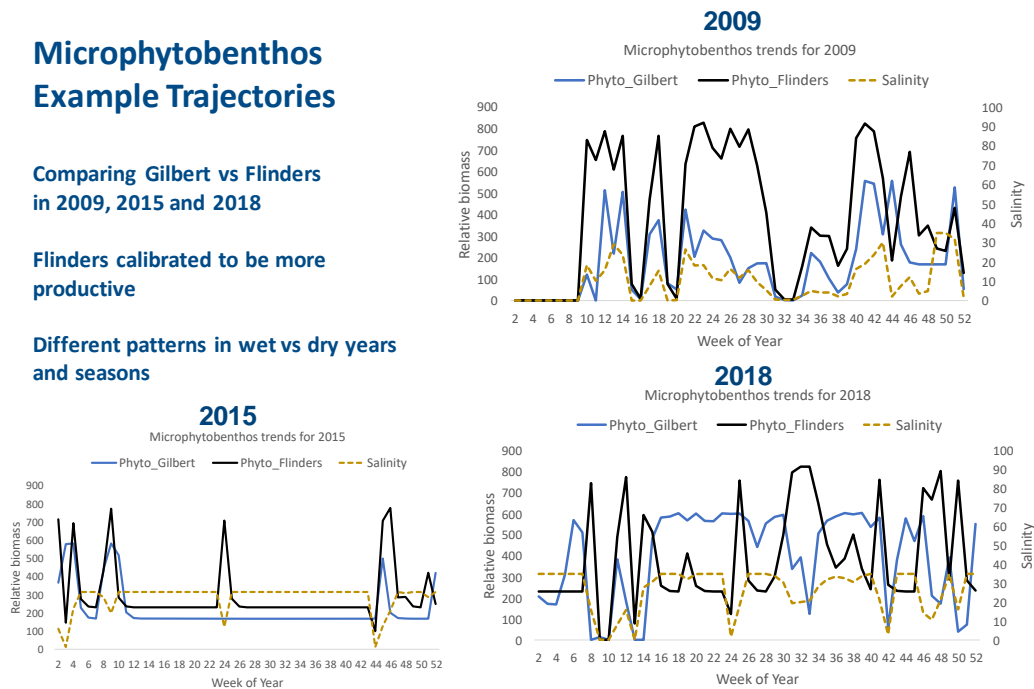 Microphytobenthos
Example Trajectories
Comparing Gilbert vs Flinders
in 2009, 2015 and 2018
Flinders calibrated to be more
productive
Different patterns in wet vs dry years
and seasons
2009
Microphytobenthos trends for 2009
Phyto_Gilbert Phyto_Flinders Salinity
900
800
700
600
500
400
300
200
100
0
Relative biomass
100
90
80
70
60
50
40
30
20
10
0
Salinity
2 4 6 8 10 12 14 16 18 20 22 24 26 28 30 32 34 36 38 40 42 44 46 48 50 52
Week of Year
2015
Microphytobenthos trends for 2015
Phyto_Gilbert Phyto_Flinders Salinity
900
800
700
600
500
400
300
200
100
0
Relative biomass
2 4 6 8 10 12 14 16 18 20 22 24 26 28 30 32 34 36 38 40 42 44 46 48 50 52
Week of Year
2018
Microphytobenthos trends for 2018
Phyto_Gilbert Phyto_Flinders Salinity
900
800
700
600
500
400
300
200
100
0
Relative biomass
100
90
80
70
60
50
40
30
20
10
0
Salinity
2 4 6 8 10 12 14 16 18 20 22 24 26 28 30 32 34 36 38 40 42 44 46 48 50 52
Week of Year